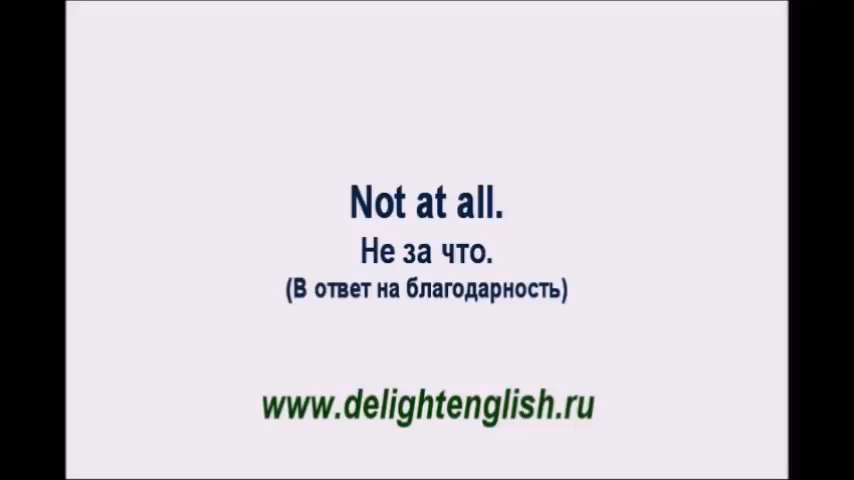 Not at all.
Не за что.
(В ответ на благодарность)
www.delightenglish.ru